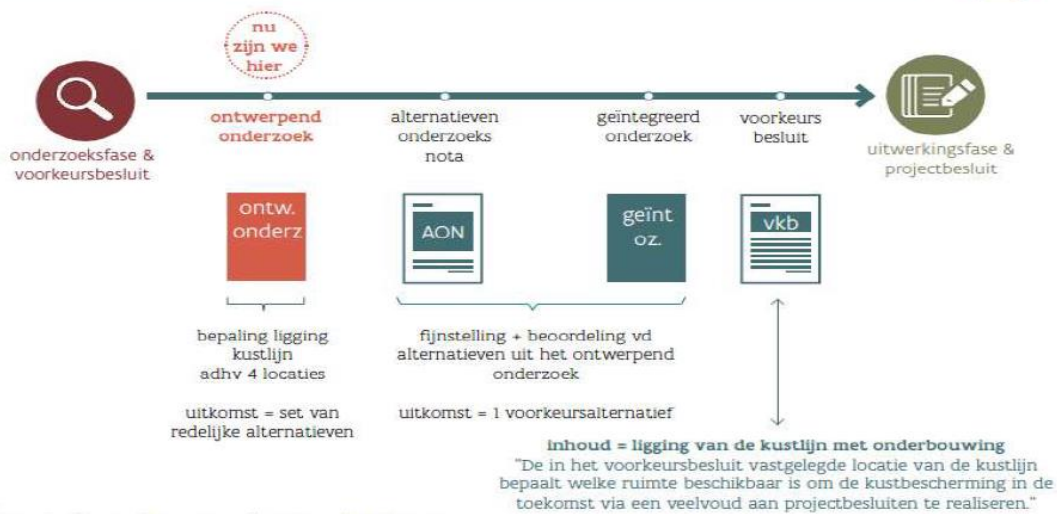 nu
zijn we
hier
onderzoeksfase &
voorkeursbesluit
ontwerpend
onderzoek
alternatieven
onderzoeks
nota
geïntegreerd
onderzoek
voorkeurs
besluit
uitwerkingsfase &
projectbesluit
ontw.
onderz
AON
geïnt
oz.
vkb
bepaling ligging
kustlijn
adhv 4 locaties
uitkomst = set van
redelijke alternatieven
fijnstelling + beoordeling vd
alternatieven uit het ontwerpend
onderzoek
uitkomst = 1 voorkeursalternatief
inhoud = ligging van de kustlijn met onderbouwing
"De in het voorkeursbesluit vastgelegde locatie van de kustlijn
bepaalt welke ruimte beschikbaar is om de kustbescherming in de
toekomst via een veelvoud aan projectbesluiten te realiseren."